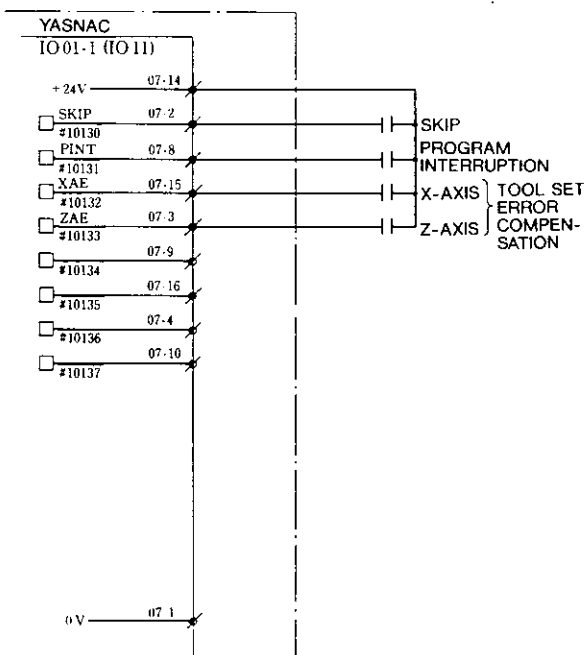 YASNAC
IO 01-1 (IO 11)
+24V 07-14
SKIP 07-2 SKIP
#10130
PINT 07-8 PROGRAM
#10131 INTERRUPTION
XAE 07-15 X-AXIS TOOL SET
#10132 ERROR
ZAE 07-3 Z-AXIS COMPEN-
#10133 SATION
07-9
#10134
07-16
#10135
07-4
#10136
07-10
#10137
0 V 07-1